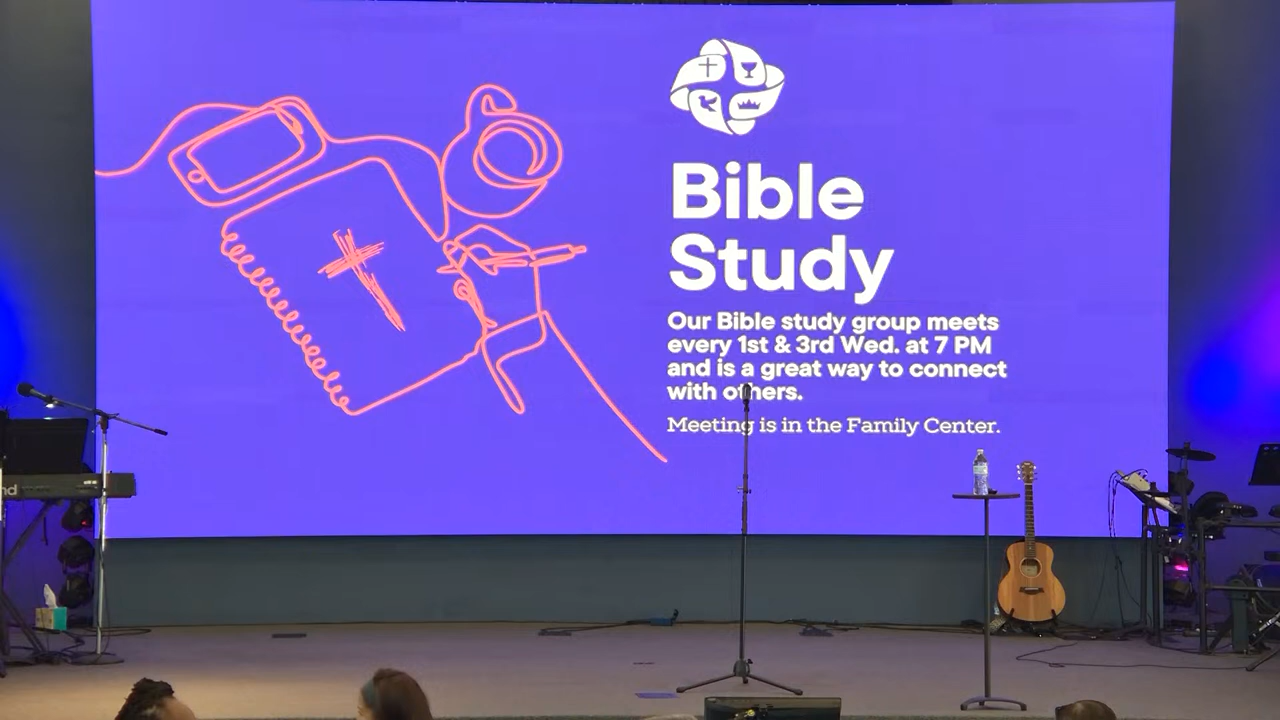 Bible
Study
Our Bible study group meets
every 1st & 3rd Wed. at 7 PM
and is a great way to connect
with others.
Meeting is in the Family Center.
nd